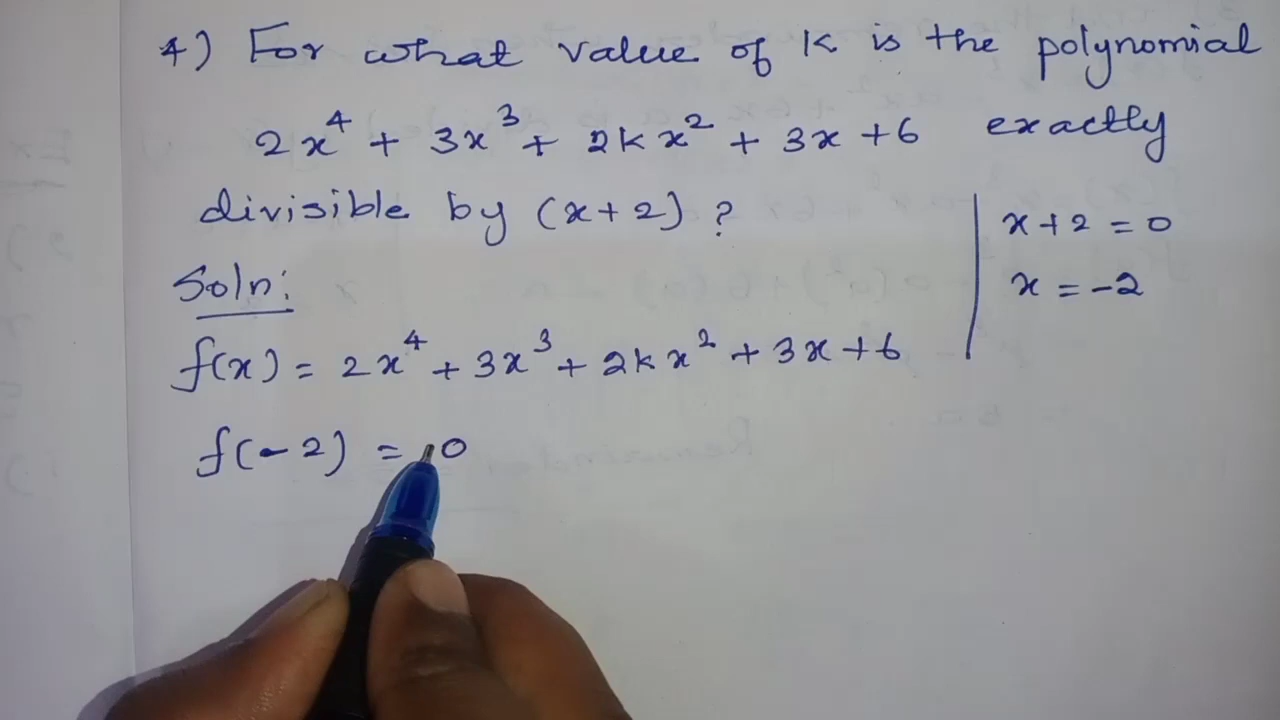 4) For what value of k is the polynomial
2x⁴ + 3x³ + 2kx² + 3x + 6 exactly
divisible by (x+2) ?
x+2 = 0
x = -2
Soln:
f(x) = 2x⁴ + 3x³ + 2kx² + 3x + 6
f(-2) = 0